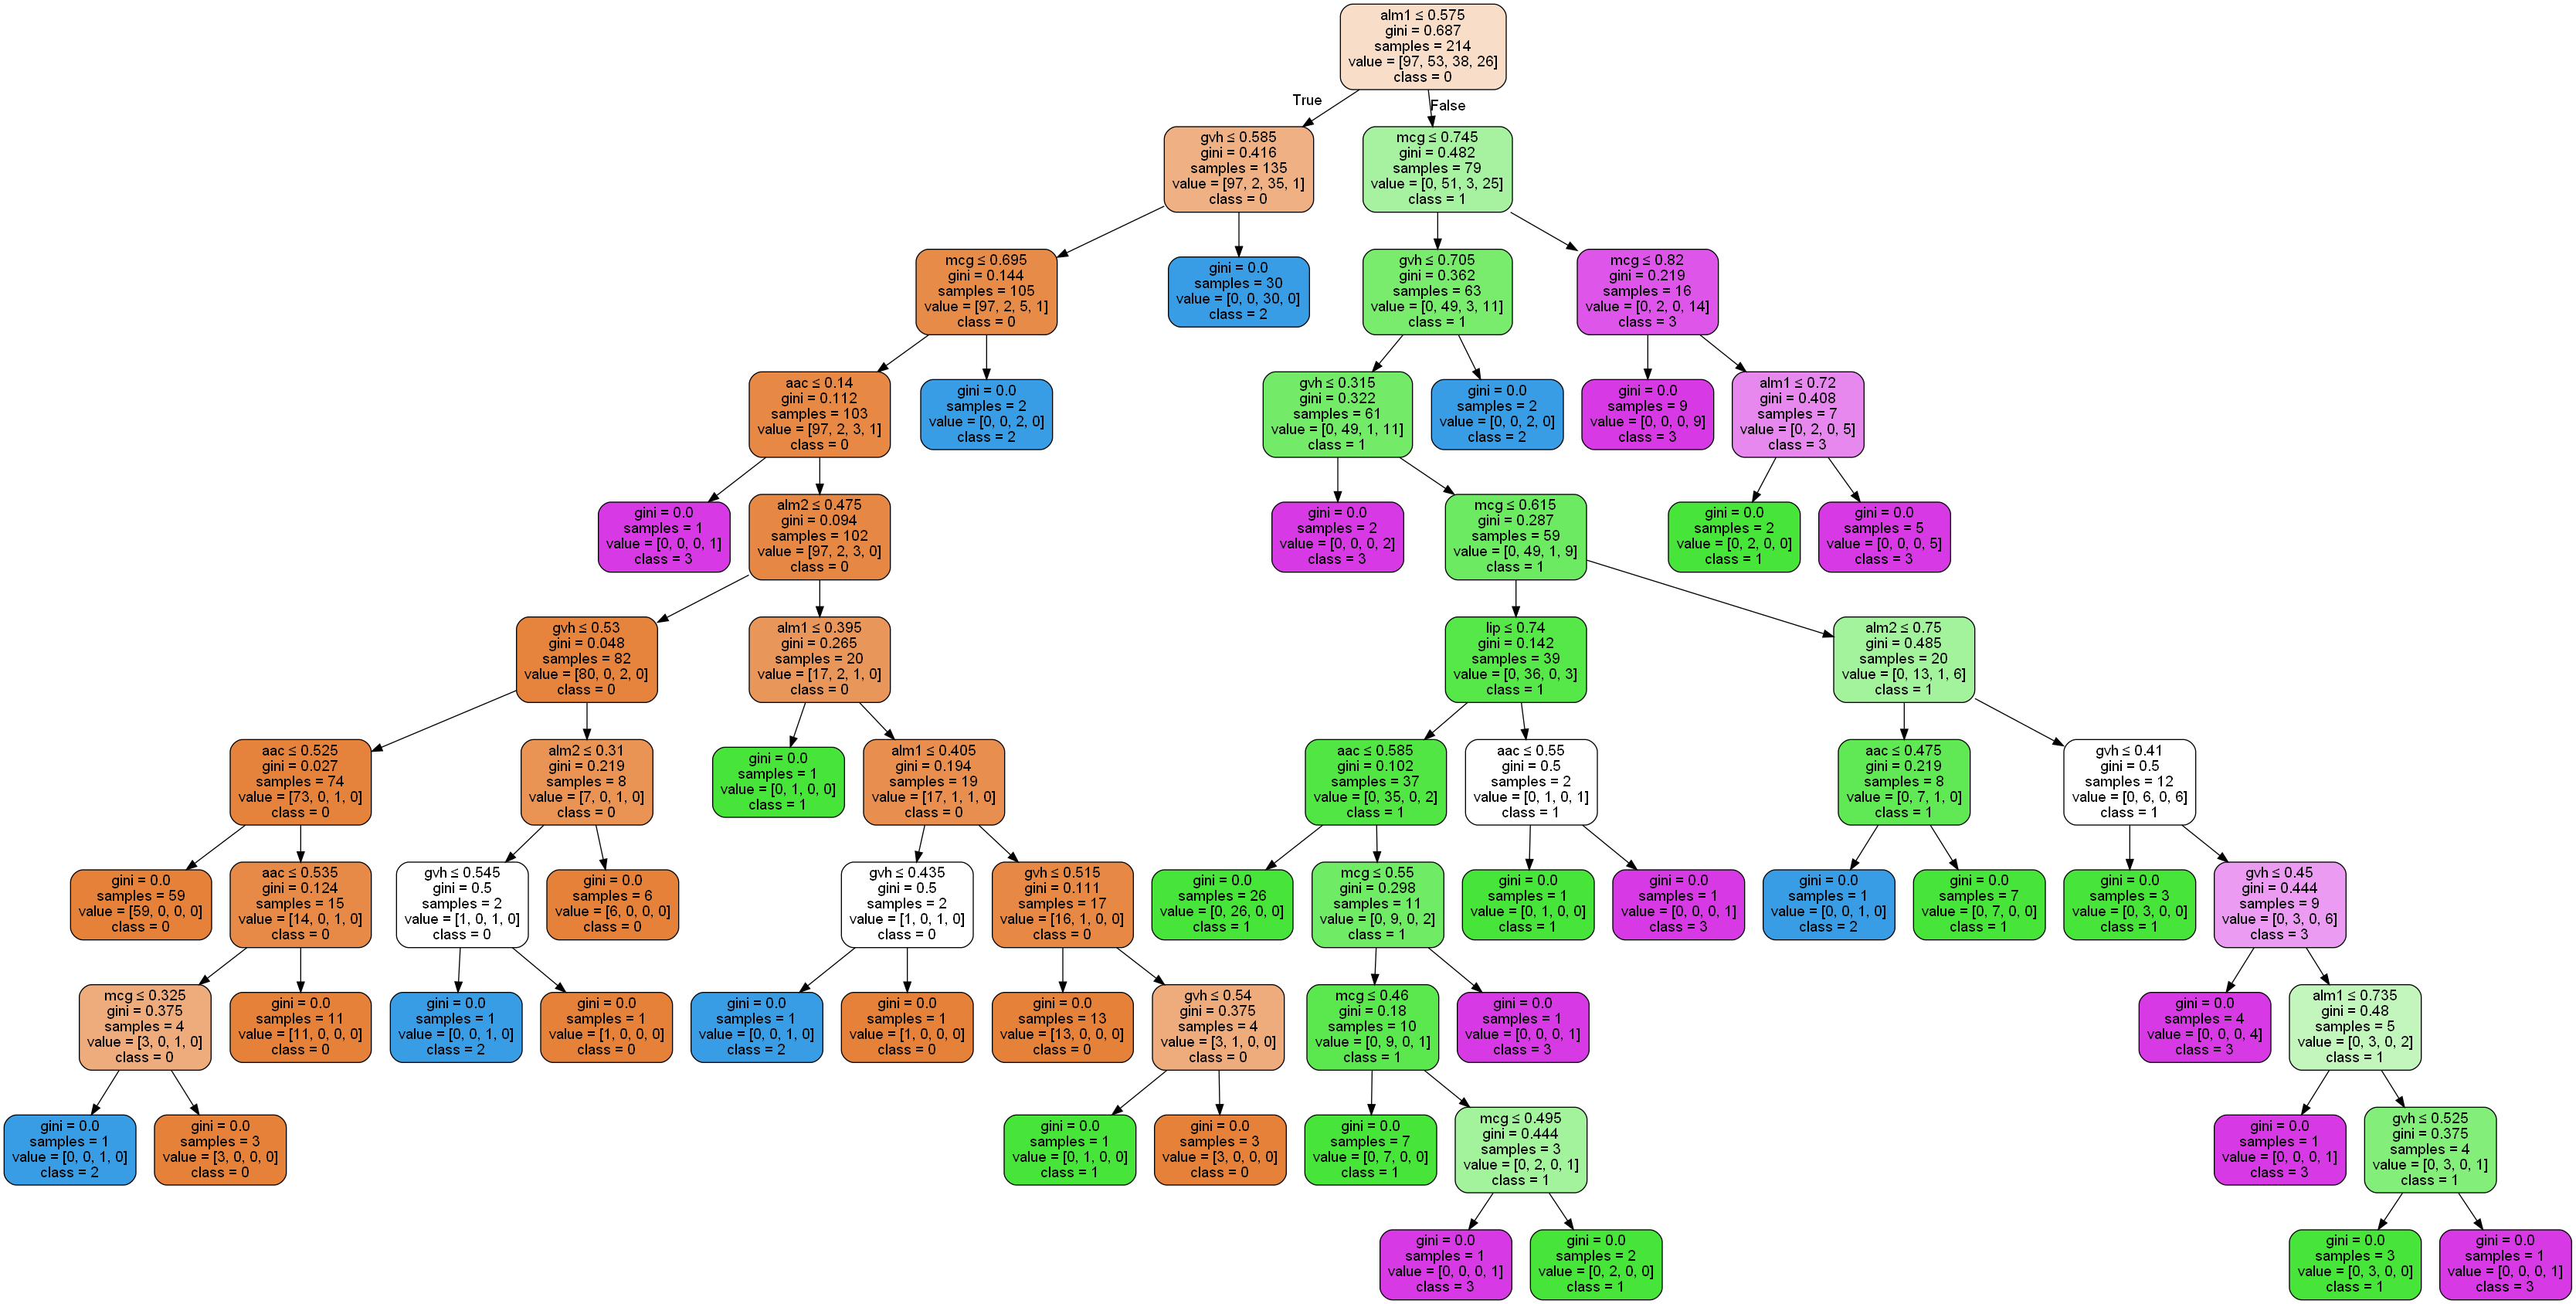 alm1 ≤ 0.575
gini = 0.687
samples = 214
value = [97, 53, 38, 26]
class = 0
True
False
gvh ≤ 0.585
gini = 0.416
samples = 135
value = [97, 2, 35, 1]
class = 0
mcg ≤ 0.745
gini = 0.482
samples = 79
value = [0, 51, 3, 25]
class = 1
mcg ≤ 0.695
gini = 0.144
samples = 105
value = [97, 2, 5, 1]
class = 0
gini = 0.0
samples = 30
value = [0, 0, 30, 0]
class = 2
gvh ≤ 0.705
gini = 0.362
samples = 63
value = [0, 49, 3, 11]
class = 1
mcg ≤ 0.82
gini = 0.219
samples = 16
value = [0, 2, 0, 14]
class = 3
aac ≤ 0.14
gini = 0.112
samples = 103
value = [97, 2, 3, 1]
class = 0
gini = 0.0
samples = 2
value = [0, 0, 2, 0]
class = 2
gvh ≤ 0.315
gini = 0.322
samples = 61
value = [0, 49, 1, 11]
class = 1
gini = 0.0
samples = 2
value = [0, 0, 2, 0]
class = 2
gini = 0.0
samples = 9
value = [0, 0, 0, 9]
class = 3
alm1 ≤ 0.72
gini = 0.408
samples = 7
value = [0, 2, 0, 5]
class = 3
gini = 0.0
samples = 1
value = [0, 0, 0, 1]
class = 3
alm2 ≤ 0.475
gini = 0.094
samples = 102
value = [97, 2, 3, 0]
class = 0
gini = 0.0
samples = 2
value = [0, 0, 0, 2]
class = 3
mcg ≤ 0.615
gini = 0.287
samples = 59
value = [0, 49, 1, 9]
class = 1
gini = 0.0
samples = 2
value = [0, 2, 0, 0]
class = 1
gini = 0.0
samples = 5
value = [0, 0, 0, 5]
class = 3
gvh ≤ 0.53
gini = 0.048
samples = 82
value = [80, 0, 2, 0]
class = 0
alm1 ≤ 0.395
gini = 0.265
samples = 20
value = [17, 2, 1, 0]
class = 0
lip ≤ 0.74
gini = 0.142
samples = 39
value = [0, 36, 0, 3]
class = 1
alm2 ≤ 0.75
gini = 0.485
samples = 20
value = [0, 13, 1, 6]
class = 1
aac ≤ 0.525
gini = 0.027
samples = 74
value = [73, 0, 1, 0]
class = 0
alm2 ≤ 0.31
gini = 0.219
samples = 8
value = [7, 0, 1, 0]
class = 0
gini = 0.0
samples = 1
value = [0, 1, 0, 0]
class = 1
alm1 ≤ 0.405
gini = 0.194
samples = 19
value = [17, 1, 1, 0]
class = 0
aac ≤ 0.585
gini = 0.102
samples = 37
value = [0, 35, 0, 2]
class = 1
aac ≤ 0.55
gini = 0.5
samples = 2
value = [0, 1, 0, 1]
class = 1
aac ≤ 0.475
gini = 0.219
samples = 8
value = [0, 7, 1, 0]
class = 1
gvh ≤ 0.41
gini = 0.5
samples = 12
value = [0, 6, 0, 6]
class = 1
gini = 0.0
samples = 59
value = [59, 0, 0, 0]
class = 0
aac ≤ 0.535
gini = 0.124
samples = 15
value = [14, 0, 1, 0]
class = 0
gvh ≤ 0.545
gini = 0.5
samples = 2
value = [1, 0, 1, 0]
class = 0
gini = 0.0
samples = 6
value = [6, 0, 0, 0]
class = 0
gvh ≤ 0.435
gini = 0.5
samples = 2
value = [1, 0, 1, 0]
class = 0
gvh ≤ 0.515
gini = 0.111
samples = 17
value = [16, 1, 0, 0]
class = 0
gini = 0.0
samples = 26
value = [0, 26, 0, 0]
class = 1
mcg ≤ 0.55
gini = 0.298
samples = 11
value = [0, 9, 0, 2]
class = 1
gini = 0.0
samples = 1
value = [0, 1, 0, 0]
class = 1
gini = 0.0
samples = 1
value = [0, 0, 0, 1]
class = 3
gini = 0.0
samples = 1
value = [0, 0, 1, 0]
class = 2
gini = 0.0
samples = 7
value = [0, 7, 0, 0]
class = 1
gini = 0.0
samples = 3
value = [0, 3, 0, 0]
class = 1
gvh ≤ 0.45
gini = 0.444
samples = 9
value = [0, 3, 0, 6]
class = 3
mcg ≤ 0.325
gini = 0.375
samples = 4
value = [3, 0, 1, 0]
class = 0
gini = 0.0
samples = 11
value = [11, 0, 0, 0]
class = 0
gini = 0.0
samples = 1
value = [0, 0, 1, 0]
class = 2
gini = 0.0
samples = 1
value = [1, 0, 0, 0]
class = 0
gini = 0.0
samples = 1
value = [0, 0, 1, 0]
class = 2
gini = 0.0
samples = 1
value = [1, 0, 0, 0]
class = 0
gini = 0.0
samples = 13
value = [13, 0, 0, 0]
class = 0
gvh ≤ 0.54
gini = 0.375
samples = 4
value = [3, 1, 0, 0]
class = 0
mcg ≤ 0.46
gini = 0.18
samples = 10
value = [0, 9, 0, 1]
class = 1
gini = 0.0
samples = 1
value = [0, 0, 0, 1]
class = 3
gini = 0.0
samples = 4
value = [0, 0, 0, 4]
class = 3
alm1 ≤ 0.735
gini = 0.48
samples = 5
value = [0, 3, 0, 2]
class = 1
gini = 0.0
samples = 1
value = [0, 0, 1, 0]
class = 2
gini = 0.0
samples = 3
value = [3, 0, 0, 0]
class = 0
gini = 0.0
samples = 1
value = [0, 1, 0, 0]
class = 1
gini = 0.0
samples = 3
value = [3, 0, 0, 0]
class = 0
gini = 0.0
samples = 7
value = [0, 7, 0, 0]
class = 1
mcg ≤ 0.495
gini = 0.444
samples = 3
value = [0, 2, 0, 1]
class = 1
gini = 0.0
samples = 1
value = [0, 0, 0, 1]
class = 3
gvh ≤ 0.525
gini = 0.375
samples = 4
value = [0, 3, 0, 1]
class = 1
gini = 0.0
samples = 1
value = [0, 0, 0, 1]
class = 3
gini = 0.0
samples = 2
value = [0, 2, 0, 0]
class = 1
gini = 0.0
samples = 3
value = [0, 3, 0, 0]
class = 1
gini = 0.0
samples = 1
value = [0, 0, 0, 1]
class = 3